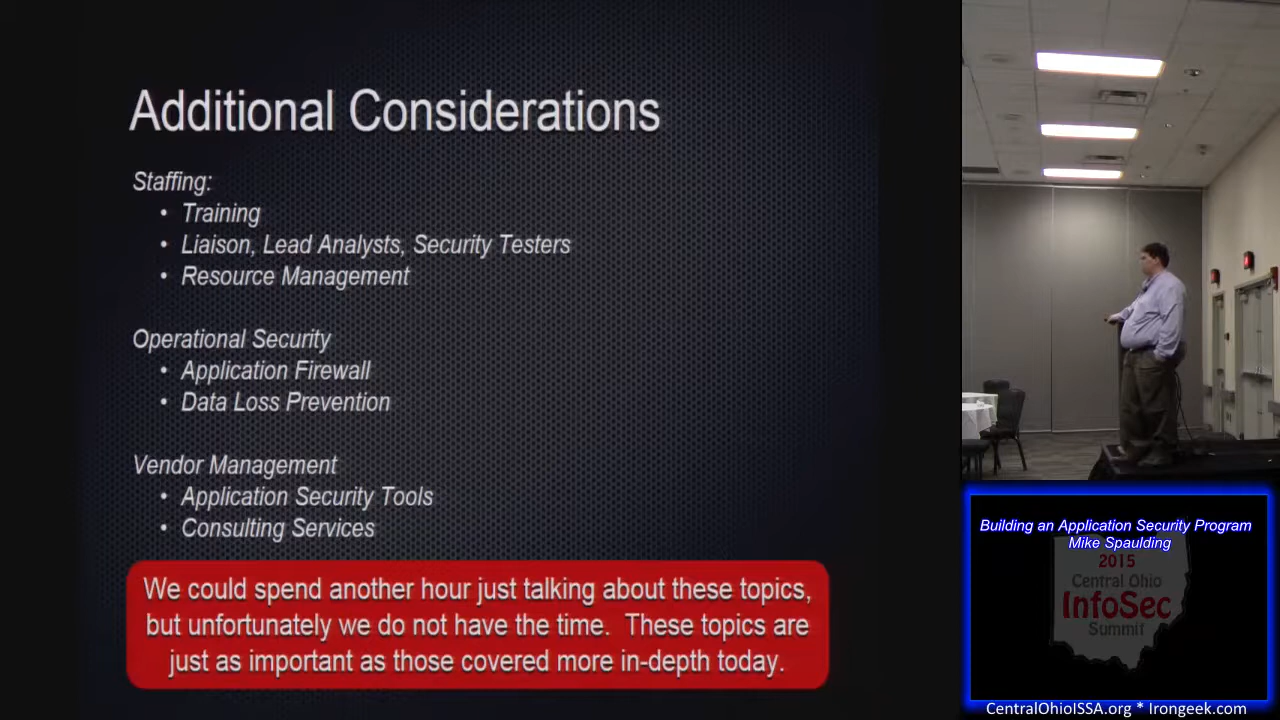 Additional Considerations
Staffing:
• Training
• Liaison, Lead Analysts, Security Testers
• Resource Management
Operational Security
• Application Firewall
• Data Loss Prevention
Vendor Management
• Application Security Tools
• Consulting Services
We could spend another hour just talking about these topics,
but unfortunately we do not have the time. These topics are
just as important as those covered more in-depth today.
Building an Application Security Program
Mike Spaulding
2015
Central Ohio
InfoSec
Summit
CentralOhioISSA.org * Irongeek.com